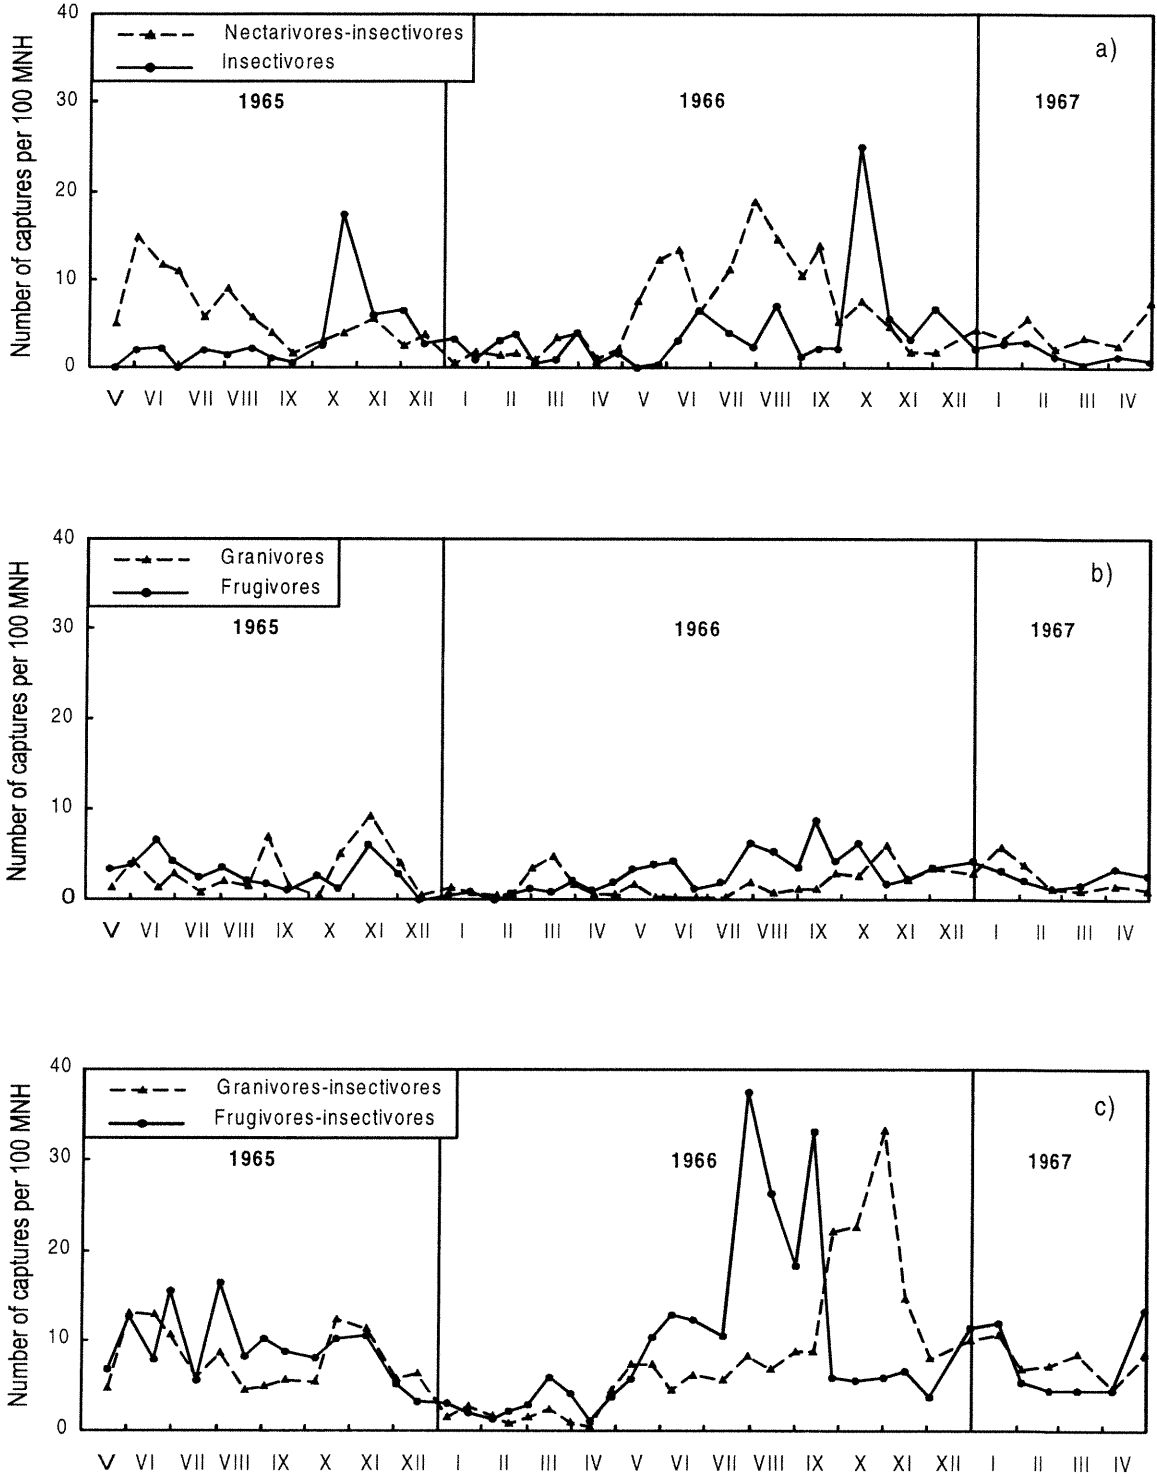 Number of captures per 100 MNH
40
30
20
10
0
Nectarivores-insectivores
Insectivores
a)
1965 1966 1967
V VI VII VIII IX X XI XII I II III IV V VI VII VIII IX X XI XII I II III IV
Number of captures per 100 MNH
40
30
20
10
0
Granivores
Frugivores
b)
1965 1966 1967
V VI VII VIII IX X XI XII I II III IV V VI VII VIII IX X XI XII I II III IV
Number of captures per 100 MNH
40
30
20
10
0
Granivores-insectivores
Frugivores-insectivores
c)
1965 1966 1967
V VI VII VIII IX X XI XII I II III IV V VI VII VIII IX X XI XII I II III IV